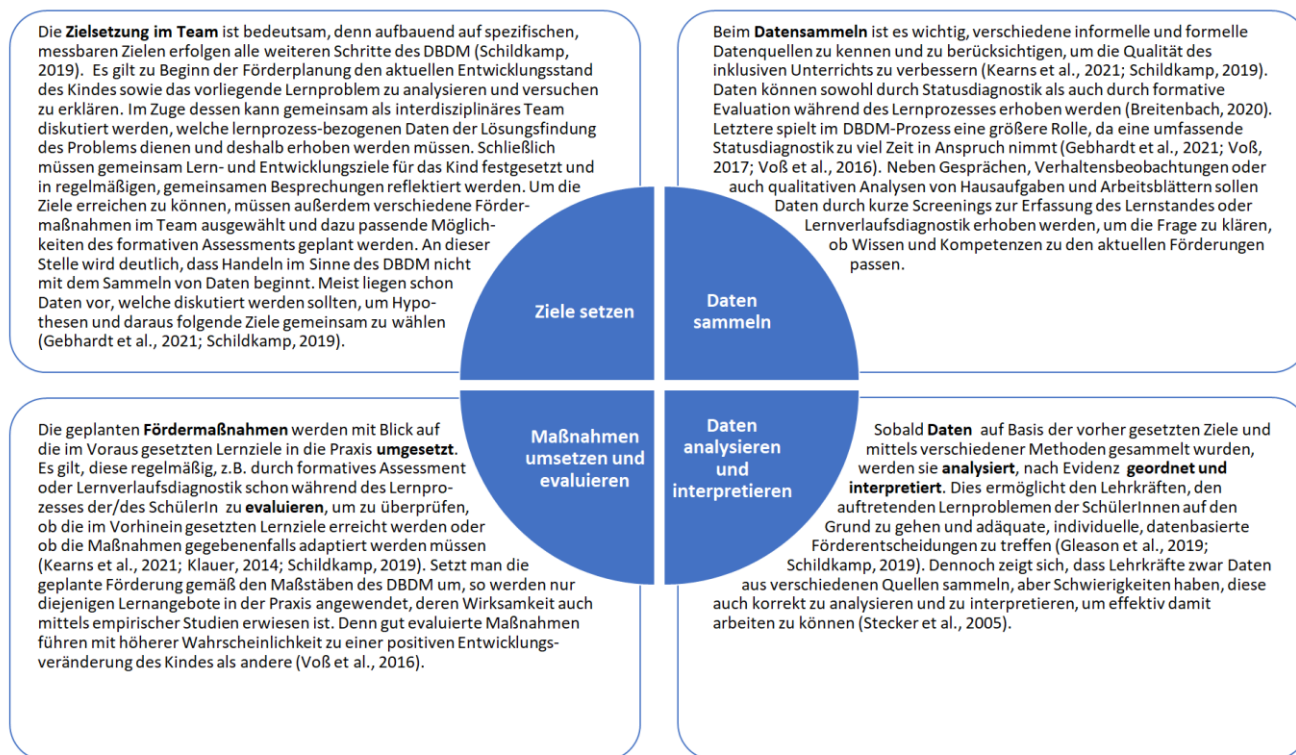 Die Zielsetzung im Team ist bedeutsam, denn aufbauend auf spezifischen,
messbaren Zielen erfolgen alle weiteren Schritte des DBDM (Schildkamp,
2019).  Es gilt zu Beginn der Förderplanung den aktuellen Entwicklungsstand
des Kindes sowie das vorliegende Lernproblem zu analysieren und versuchen
zu erklären. Im Zuge dessen kann gemeinsam als interdisziplinäres Team
diskutiert werden, welche lernprozess-bezogenen Daten der Lösungsfindung
des Problems dienen und deshalb erhoben werden müssen. Schließlich
müssen gemeinsam Lern- und Entwicklungsziele für das Kind festgesetzt und
in regelmäßigen, gemeinsamen Besprechungen reflektiert werden. Um die
Ziele erreichen zu können, müssen außerdem verschiedene Förder-
maßnahmen im Team ausgewählt und dazu passende Möglich-
keiten des formativen Assessments geplant werden. An dieser
Stelle wird deutlich, dass Handeln im Sinne des DBDM nicht
mit dem Sammeln von Daten beginnt. Meist liegen schon
Daten vor, welche diskutiert werden sollten, um Hypo-
thesen und daraus folgende Ziele gemeinsam zu wählen
(Gebhardt et al., 2021; Schildkamp, 2019).
Beim Datensammeln ist es wichtig, verschiedene informelle und formelle
Datenquellen zu kennen und zu berücksichtigen, um die Qualität des
inklusiven Unterrichts zu verbessern (Kearns et al., 2021; Schildkamp, 2019).
Daten können sowohl durch Statusdiagnostik als auch durch formative
Evaluation während des Lernprozesses erhoben werden (Breitenbach, 2020).
Letztere spielt im DBDM-Prozess eine größere Rolle, da eine umfassende
Statusdiagnostik zu viel Zeit in Anspruch nimmt (Gebhardt et al., 2021; Voß,
2017; Voß et al., 2016). Neben Gesprächen, Verhaltensbeobachtungen oder
auch qualitativen Analysen von Hausaufgaben und Arbeitsblättern sollen
Daten durch kurze Screenings zur Erfassung des Lernstandes oder
Lernverlaufsdiagnostik erhoben werden, um die Frage zu klären,
ob Wissen und Kompetenzen zu den aktuellen Förderungen
passen.
Ziele setzen
Daten
sammeln
Maßnahmen
umsetzen und
evaluieren
Daten
analysieren
und
interpretieren
Die geplanten Fördermaßnahmen werden mit Blick auf
die im Voraus gesetzten Lernziele in die Praxis umgesetzt.
Es gilt, diese regelmäßig, z.B. durch formatives Assessment
oder Lernverlaufsdiagnostik schon während des Lernpro-
zesses der/des SchülerIn  zu evaluieren, um zu überprüfen,
ob die im Vorhinein gesetzten Lernziele erreicht werden oder
ob die Maßnahmen gegebenenfalls adaptiert werden müssen
(Kearns et al., 2021; Klauer, 2014; Schildkamp, 2019). Setzt man die
geplante Förderung gemäß den Maßstäben des DBDM um, so werden nur
diejenigen Lernangebote in der Praxis angewendet, deren Wirksamkeit auch
mittels empirischer Studien erwiesen ist. Denn gut evaluierte Maßnahmen
führen mit höherer Wahrscheinlichkeit zu einer positiven Entwicklungs-
veränderung des Kindes als andere (Voß et al., 2016).
Sobald Daten  auf Basis der vorher gesetzten Ziele und
mittels verschiedener Methoden gesammelt wurden,
werden sie analysiert, nach Evidenz  geordnet und
interpretiert. Dies ermöglicht den Lehrkräften, den
auftretenden Lernproblemen der SchülerInnen auf den
Grund zu gehen und adäquate, individuelle, datenbasierte
Förderentscheidungen zu treffen (Gleason et al., 2019;
Schildkamp, 2019). Dennoch zeigt sich, dass Lehrkräfte zwar Daten
aus verschiedenen Quellen sammeln, aber Schwierigkeiten haben, diese
auch korrekt zu analysieren und zu interpretieren, um effektiv damit
arbeiten zu können (Stecker et al., 2005).